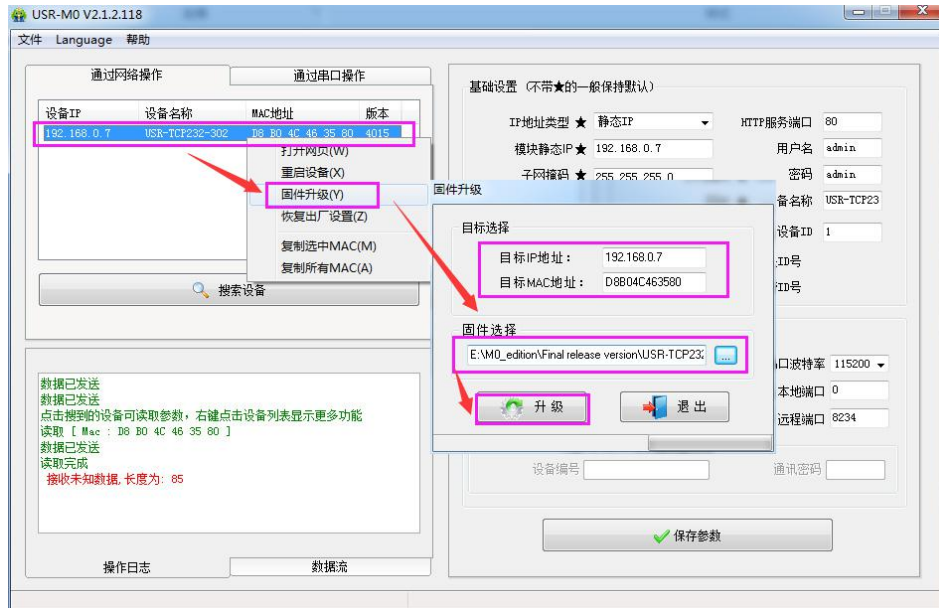 USR-M0 V2.1.2.118
文件 Language 帮助
通过网络操作 通过串口操作
设备IP 设备名称 MAC地址 版本
192.168.0.7 USR-TCP232-302 D8 B0 4C 46 35 80 4015
打开网页(W)
重启设备(X)
固件升级(Y)
恢复出厂设置(Z)
复制选中MAC(M)
复制所有MAC(A)
搜索设备
数据已发送
数据已发送
点击搜到的设备可读取参数，右键点击设备列表显示更多功能
读取 [ Mac : D8 B0 4C 46 35 80 ]
数据已发送
读取完成
接收未知数据,长度为: 85
操作日志 数据流
基础设置 (不带★的一般保持默认)
IP地址类型 ★ 静态IP HTTP服务端口 80
模块静态IP ★ 192.168.0.7 用户名 admin
子网掩码 ★ 255.255.255.0 密码 admin
备名称 USR-TCP23
设备ID 1
ID号
ID号
固件升级
目标选择
目标IP地址： 192.168.0.7
目标MAC地址： D8B04C463580
固件选择
E:\M0_edition\Final release version\USR-TCP232 ...
升级 退出
口波特率 115200
本地端口 0
远程端口 8234
设备编号 通讯密码
保存参数